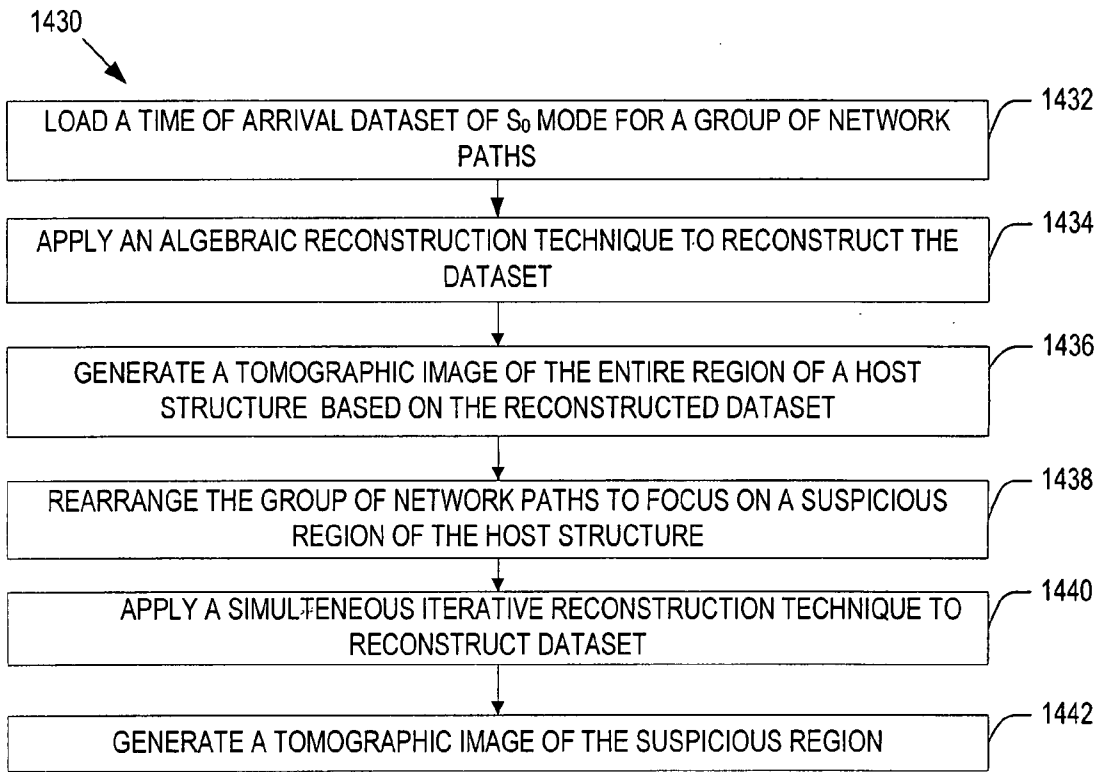 1430
1432
LOAD A TIME OF ARRIVAL DATASET OF S₀ MODE FOR A GROUP OF NETWORK
PATHS
1434
APPLY AN ALGEBRAIC RECONSTRUCTION TECHNIQUE TO RECONSTRUCT THE
DATASET
1436
GENERATE A TOMOGRAPHIC IMAGE OF THE ENTIRE REGION OF A HOST
STRUCTURE BASED ON THE RECONSTRUCTED DATASET
1438
REARRANGE THE GROUP OF NETWORK PATHS TO FOCUS ON A SUSPICIOUS
REGION OF THE HOST STRUCTURE
1440
APPLY A SIMULTENEOUS ITERATIVE RECONSTRUCTION TECHNIQUE TO
RECONSTRUCT DATASET
1442
GENERATE A TOMOGRAPHIC IMAGE OF THE SUSPICIOUS REGION